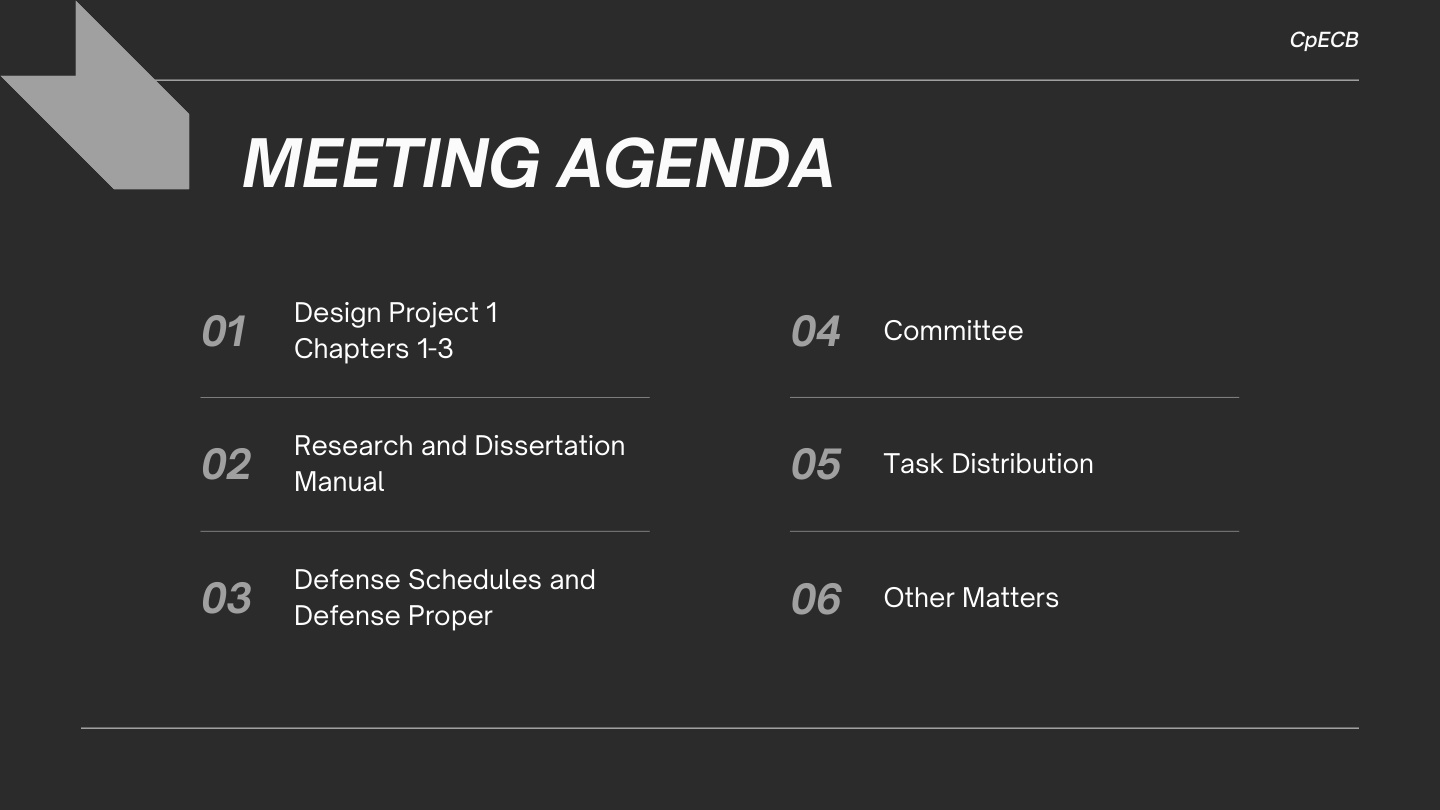 CpECB
MEETING AGENDA
01
Design Project 1
Chapters 1-3
02
Research and Dissertation
Manual
03
Defense Schedules and
Defense Proper
04
Committee
05
Task Distribution
06
Other Matters